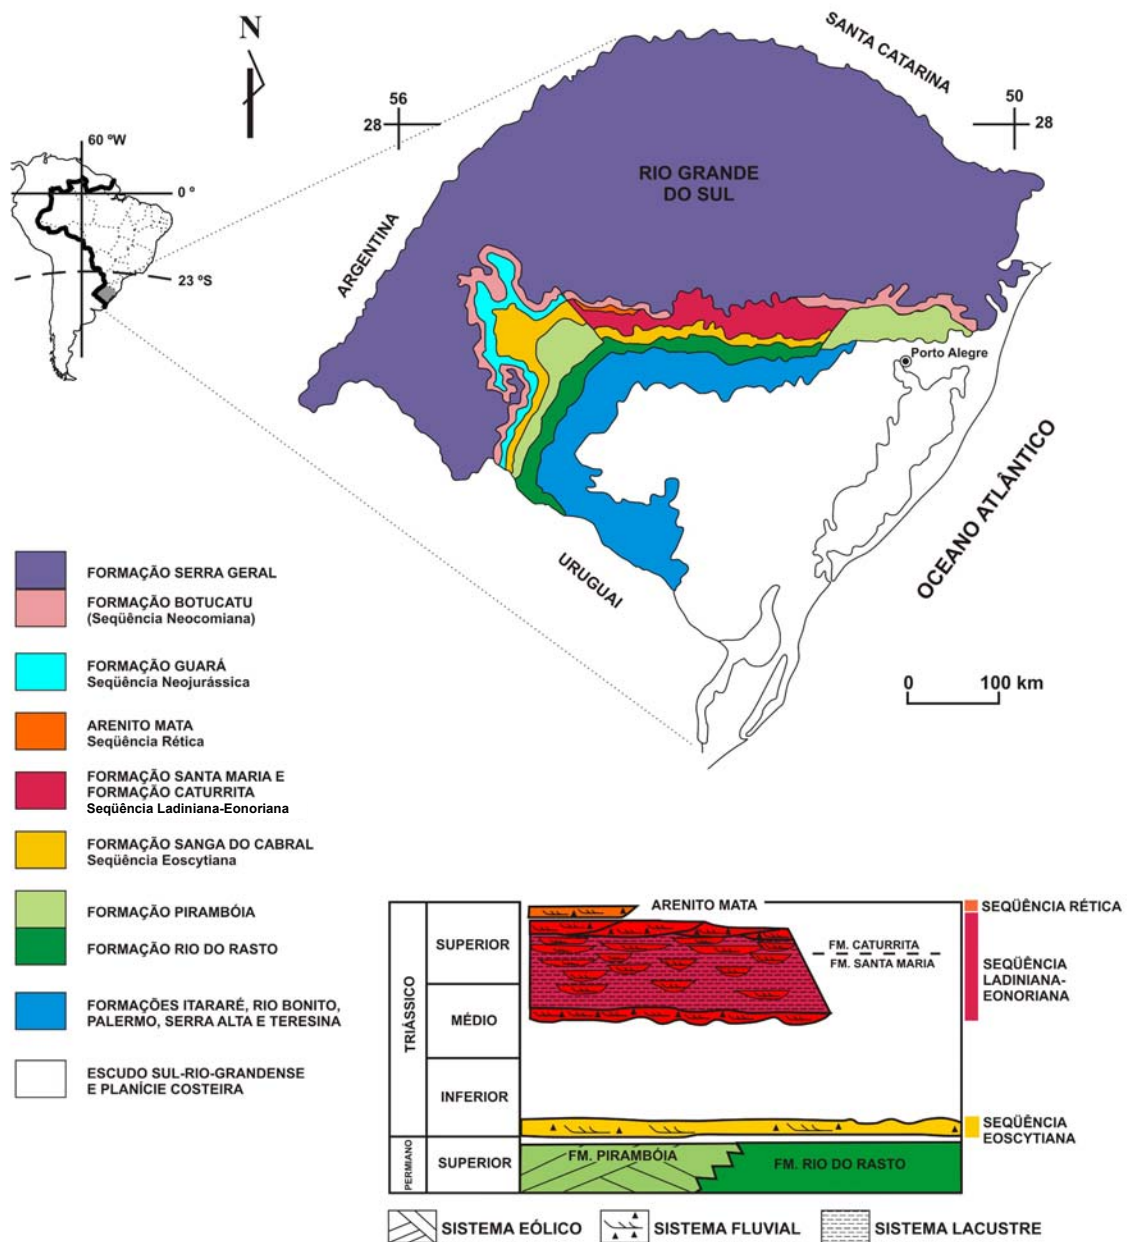 N
SANTA CATARINA
56
28
50
28
60 ºW
0 º
23 ºS
RIO GRANDE
DO SUL
ARGENTINA
Porto Alegre
OCEANO ATLÂNTICO
URUGUAI
0
100 km
FORMAÇÃO SERRA GERAL
FORMAÇÃO BOTUCATU
(Seqüência Neocomiana)
FORMAÇÃO GUARÁ
Seqüência Neojurássica
ARENITO MATA
Seqüência Rética
FORMAÇÃO SANTA MARIA E
FORMAÇÃO CATURRITA
Seqüência Ladiniana-Eonoriana
FORMAÇÃO SANGA DO CABRAL
Seqüência Eoscytiana
FORMAÇÃO PIRAMBÓIA
FORMAÇÃO RIO DO RASTO
FORMAÇÕES ITARARÉ, RIO BONITO,
PALERMO, SERRA ALTA E TERESINA
ESCUDO SUL-RIO-GRANDENSE
E PLANÍCIE COSTEIRA
TRIÁSSICO
SUPERIOR
MÉDIO
INFERIOR
PERMIANO
SUPERIOR
ARENITO MATA
FM. CATURRITA
FM. SANTA MARIA
FM. PIRAMBÓIA
FM. RIO DO RASTO
SEQÜÊNCIA RÉTICA
SEQÜÊNCIA
LADINIANA-
EONORIANA
SEQÜÊNCIA
EOSCYTIANA
SISTEMA EÓLICO
SISTEMA FLUVIAL
SISTEMA LACUSTRE